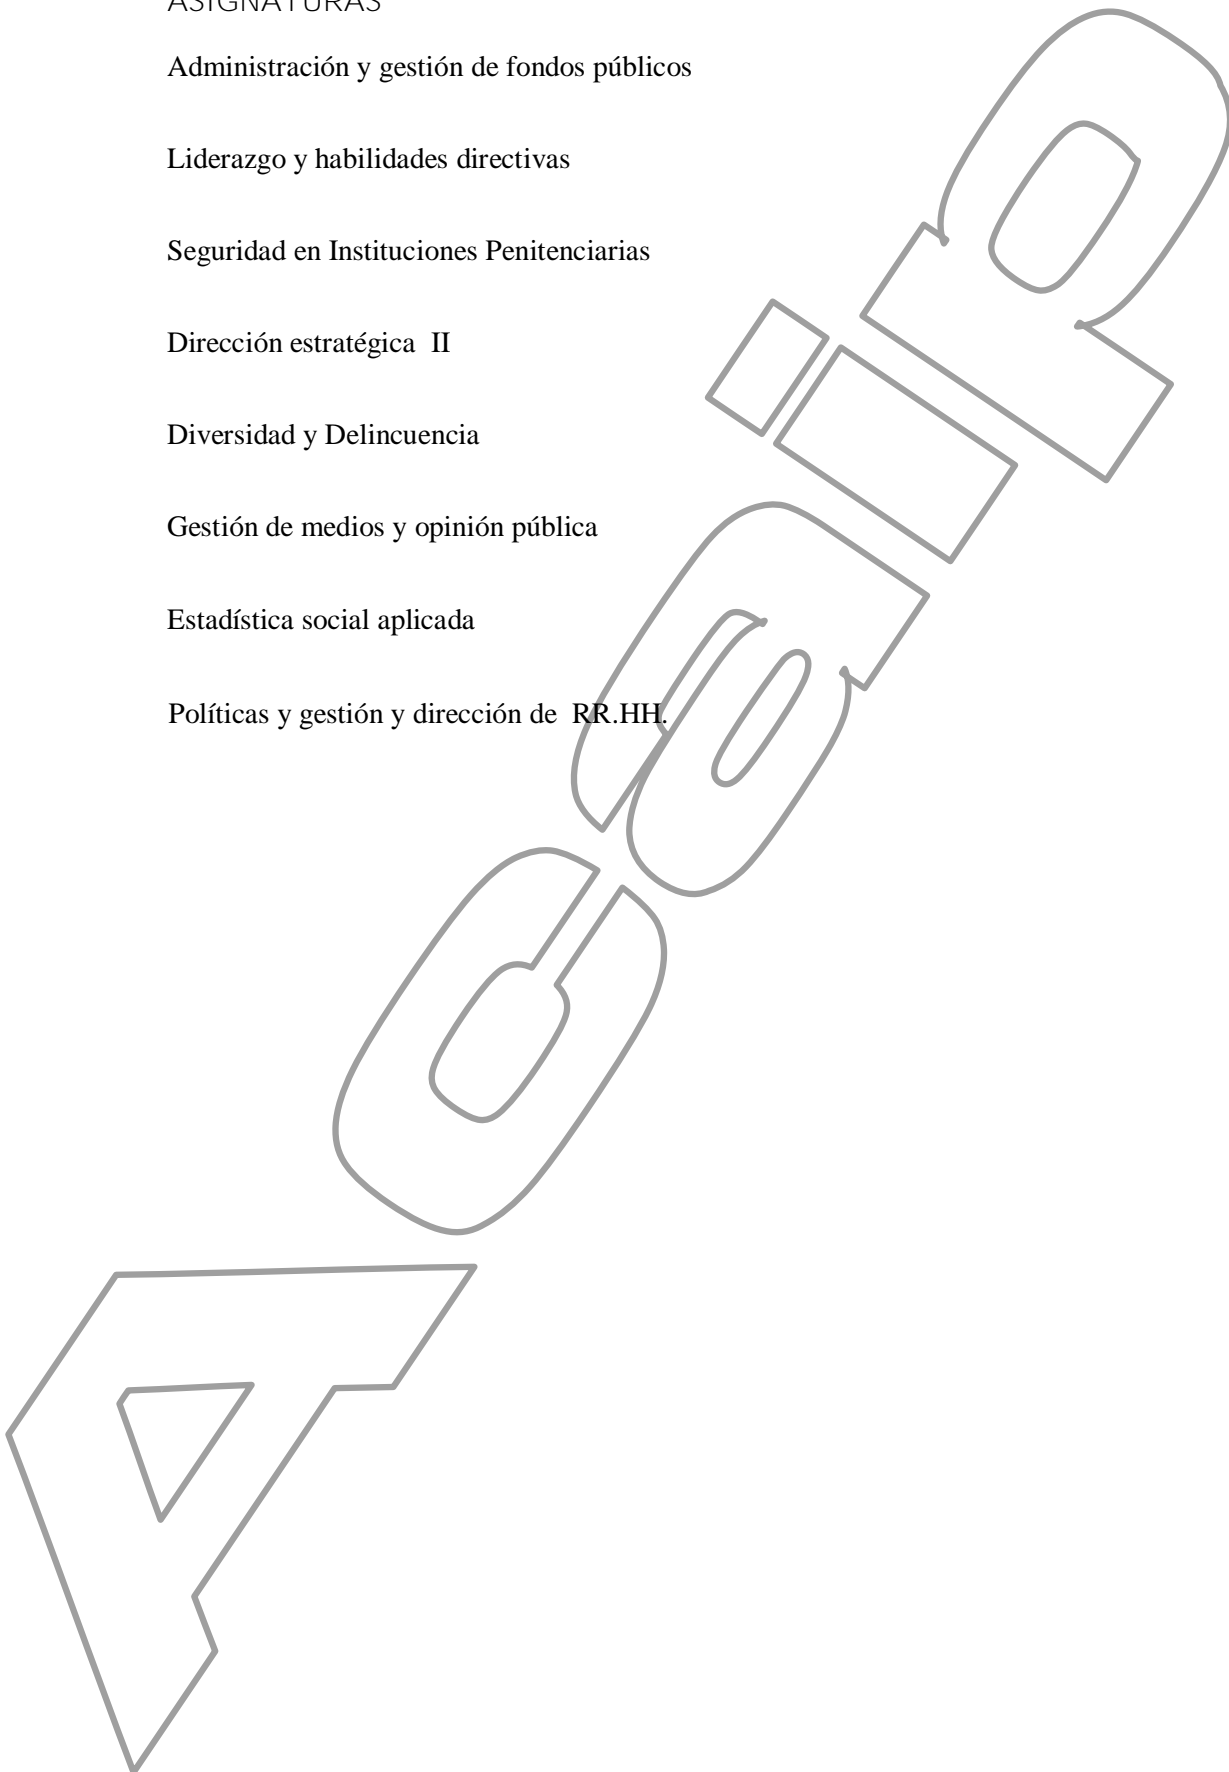 ASIGNATURAS
Administración y gestión de fondos públicos
Liderazgo y habilidades directivas
Seguridad en Instituciones Penitenciarias
Dirección estratégica II
Diversidad y Delincuencia
Gestión de medios y opinión pública
Estadística social aplicada
Políticas y gestión y dirección de RR.HH.
Acaip